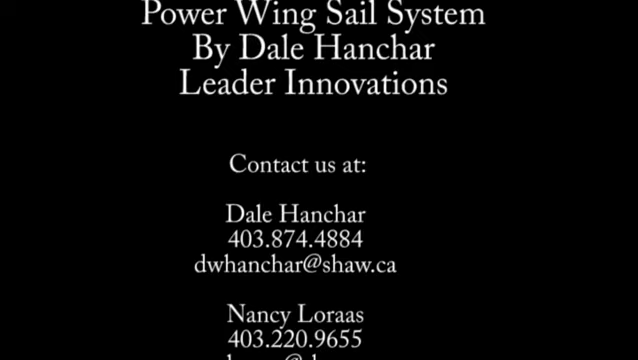 Power Wing Sail System
By Dale Hanchar
Leader Innovations
Contact us at:
Dale Hanchar
403.874.4884
dwhanchar@shaw.ca
Nancy Loraas
403.220.9655